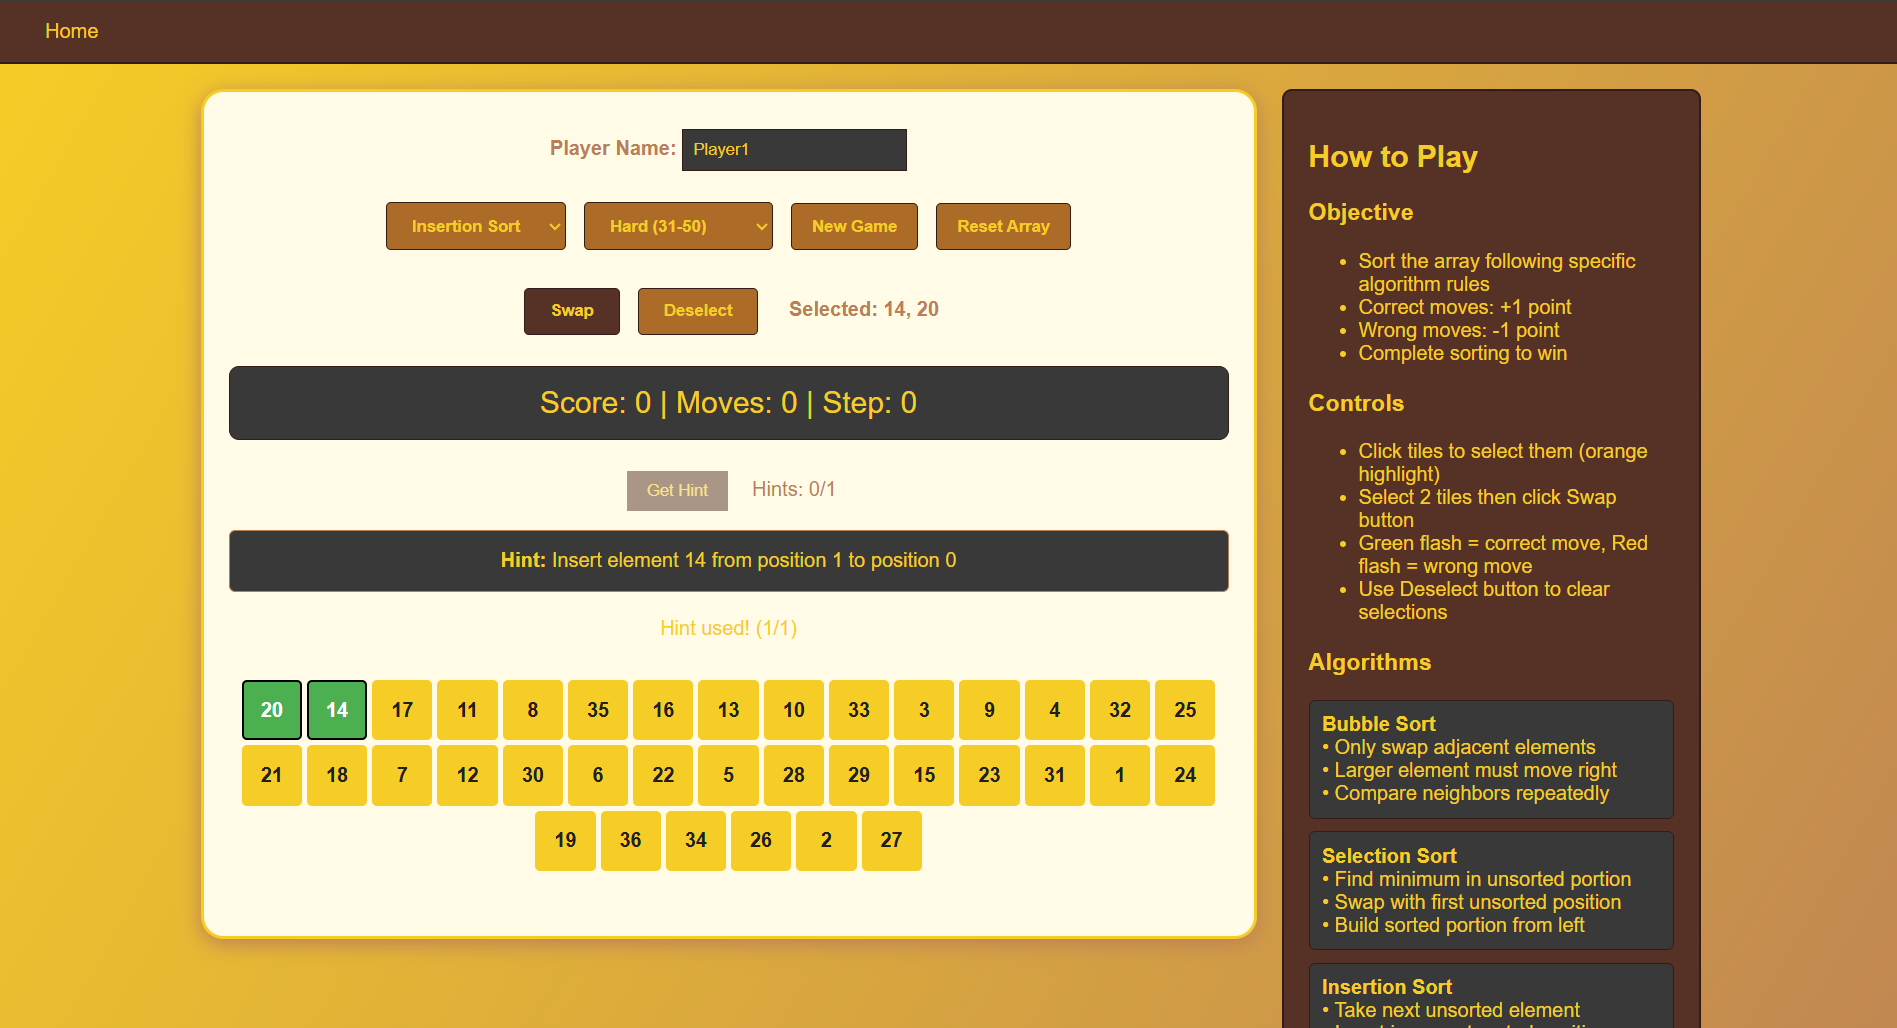 Home
Player Name: Player1
Insertion Sort Hard (31-50) New Game Reset Array
Swap Deselect Selected: 14, 20
Score: 0 | Moves: 0 | Step: 0
Get Hint Hints: 0/1
Hint: Insert element 14 from position 1 to position 0
Hint used! (1/1)
20 14 17 11 8 35 16 13 10 33 3 9 4 32 25
21 18 7 12 30 6 22 5 28 29 15 23 31 1 24
19 36 34 26 2 27
How to Play
Objective
• Sort the array following specific
algorithm rules
• Correct moves: +1 point
• Wrong moves: -1 point
• Complete sorting to win
Controls
• Click tiles to select them (orange
highlight)
• Select 2 tiles then click Swap
button
• Green flash = correct move, Red
flash = wrong move
• Use Deselect button to clear
selections
Algorithms
Bubble Sort
• Only swap adjacent elements
• Larger element must move right
• Compare neighbors repeatedly
Selection Sort
• Find minimum in unsorted portion
• Swap with first unsorted position
• Build sorted portion from left
Insertion Sort
• Take next unsorted element